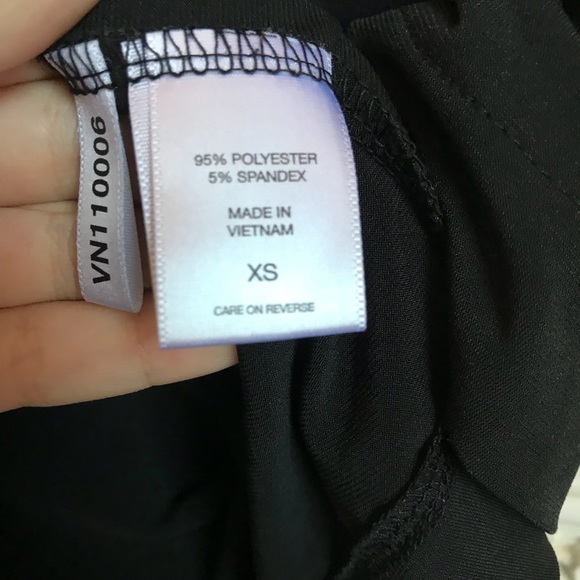 VN110006
95% POLYESTER
5% SPANDEX
MADE IN
VIETNAM
XS
CARE ON REVERSE